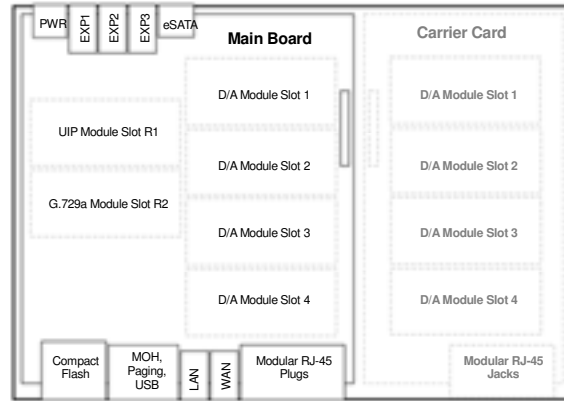 PWR
EXP1
EXP2
EXP3
eSATA
Main Board
Carrier Card
D/A Module Slot 1
D/A Module Slot 1
UIP Module Slot R1
D/A Module Slot 2
D/A Module Slot 2
G.729a Module Slot R2
D/A Module Slot 3
D/A Module Slot 3
D/A Module Slot 4
D/A Module Slot 4
Compact
Flash
MOH,
Paging,
USB
LAN
WAN
Modular RJ-45
Plugs
Modular RJ-45
Jacks